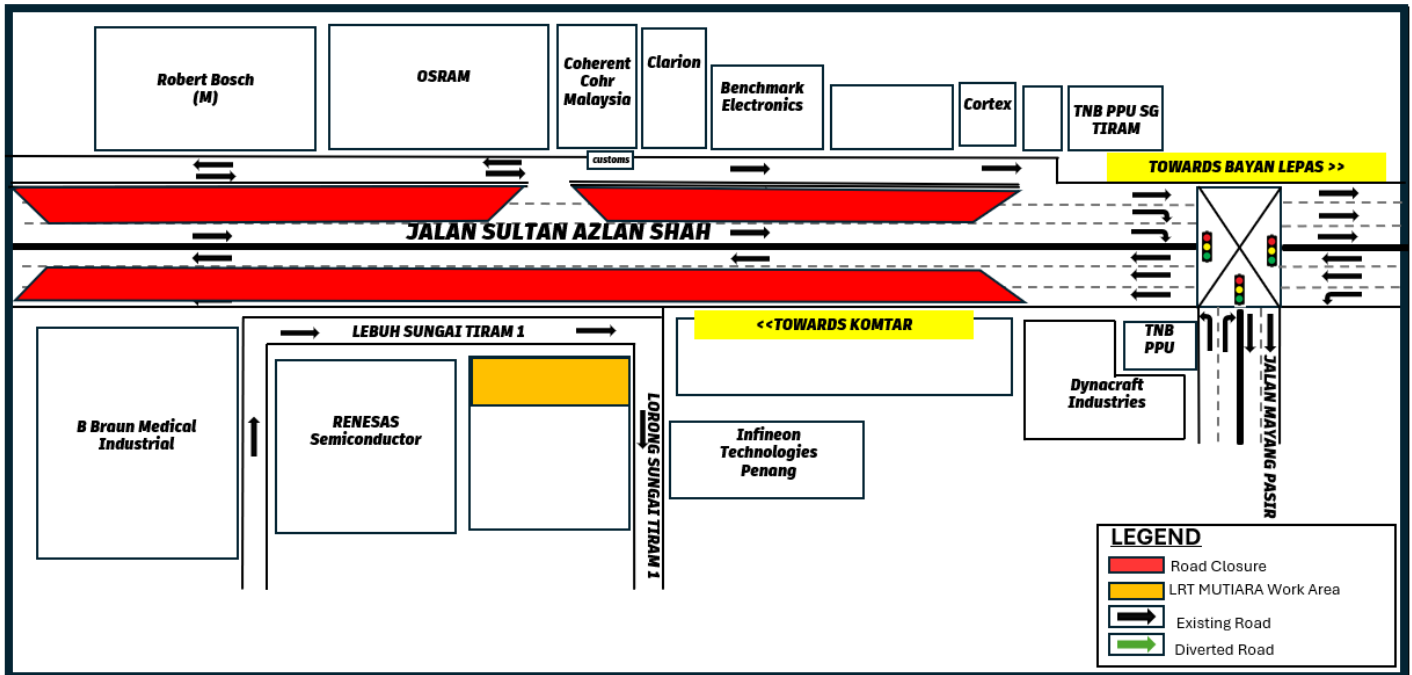 Robert Bosch
(M)
OSRAM
Coherent
Cohr
Malaysia
Clarion
Benchmark
Electronics
Cortex
TNB PPU SG
TIRAM
customs
TOWARDS BAYAN LEPAS >>
JALAN SULTAN AZLAN SHAH
<<TOWARDS KOMTAR
LEBUH SUNGAI TIRAM 1
B Braun Medical
Industrial
RENESAS
Semiconductor
LORONG SUNGAI TIRAM 1
Infineon
Technologies
Penang
TNB
PPU
Dynacraft
Industries
JALAN MAYANG PASIR
LEGEND
Road Closure
LRT MUTIARA Work Area
Existing Road
Diverted Road